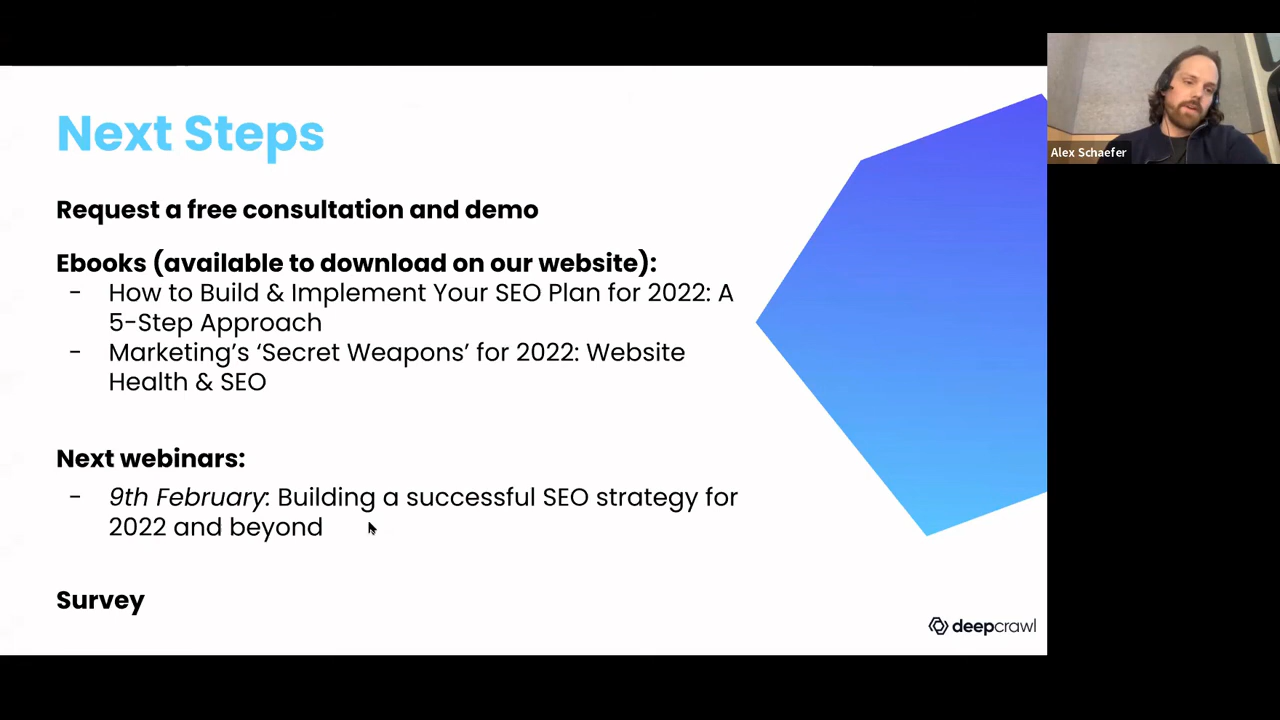 Next Steps
Request a free consultation and demo
Ebooks (available to download on our website):
- How to Build & Implement Your SEO Plan for 2022: A
5-Step Approach
- Marketing's ‘Secret Weapons’ for 2022: Website
Health & SEO
Next webinars:
- 9th February: Building a successful SEO strategy for
2022 and beyond
Survey
deepcrawl
Alex Schaefer